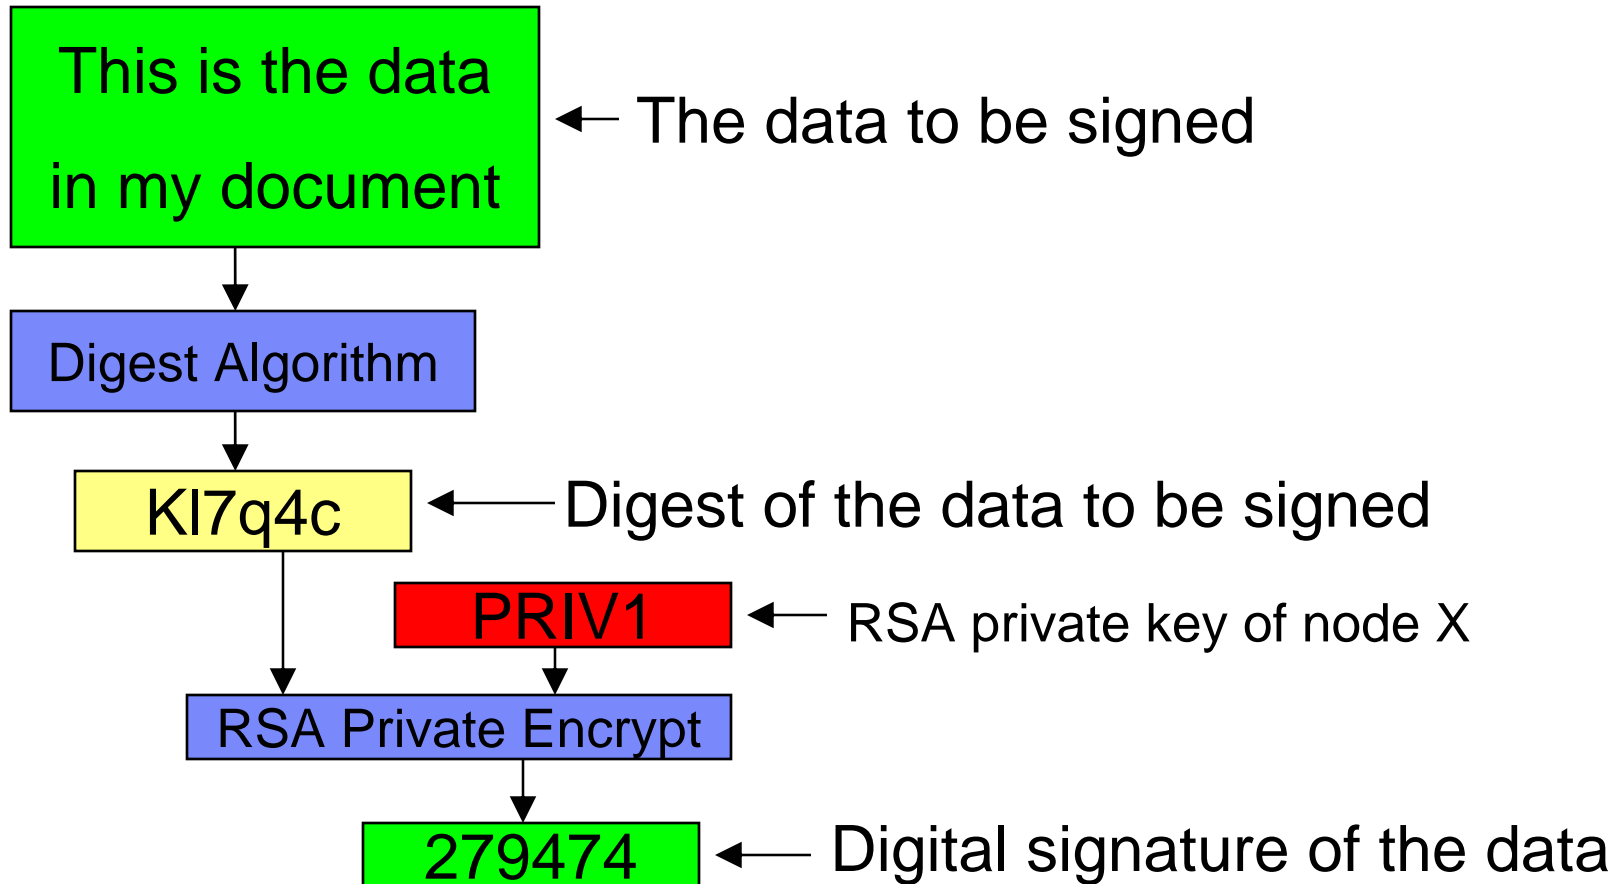 This is the data
in my document
The data to be signed
Digest Algorithm
Kl7q4c
Digest of the data to be signed
PRIV1
RSA private key of node X
RSA Private Encrypt
279474
Digital signature of the data